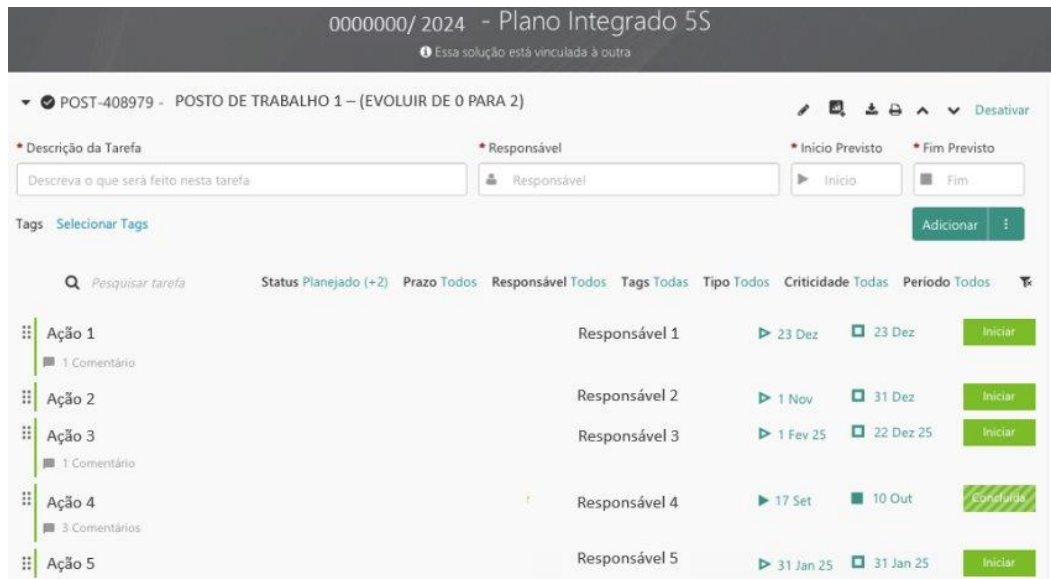 0000000/ 2024 - Plano Integrado 5S
Essa solução está vinculada à outra
POST-408979 - POSTO DE TRABALHO 1 – (EVOLUIR DE 0 PARA 2)
Desativar
* Descrição da Tarefa * Responsável * Início Previsto * Fim Previsto
Descreva o que será feito nesta tarefa Responsável Início Fim
Tags Selecionar Tags Adicionar
Pesquisar tarefa Status Planejado (+2) Prazo Todos Responsável Todos Tags Todas Tipo Todos Criticidade Todas Período Todos
Ação 1 Responsável 1 23 Dez 23 Dez Iniciar
1 Comentário
Ação 2 Responsável 2 1 Nov 31 Dez Iniciar
Ação 3 Responsável 3 1 Fev 25 22 Dez 25 Iniciar
1 Comentário
Ação 4 Responsável 4 17 Set 10 Out Concluída
3 Comentários
Ação 5 Responsável 5 31 Jan 25 31 Jan 25 Iniciar